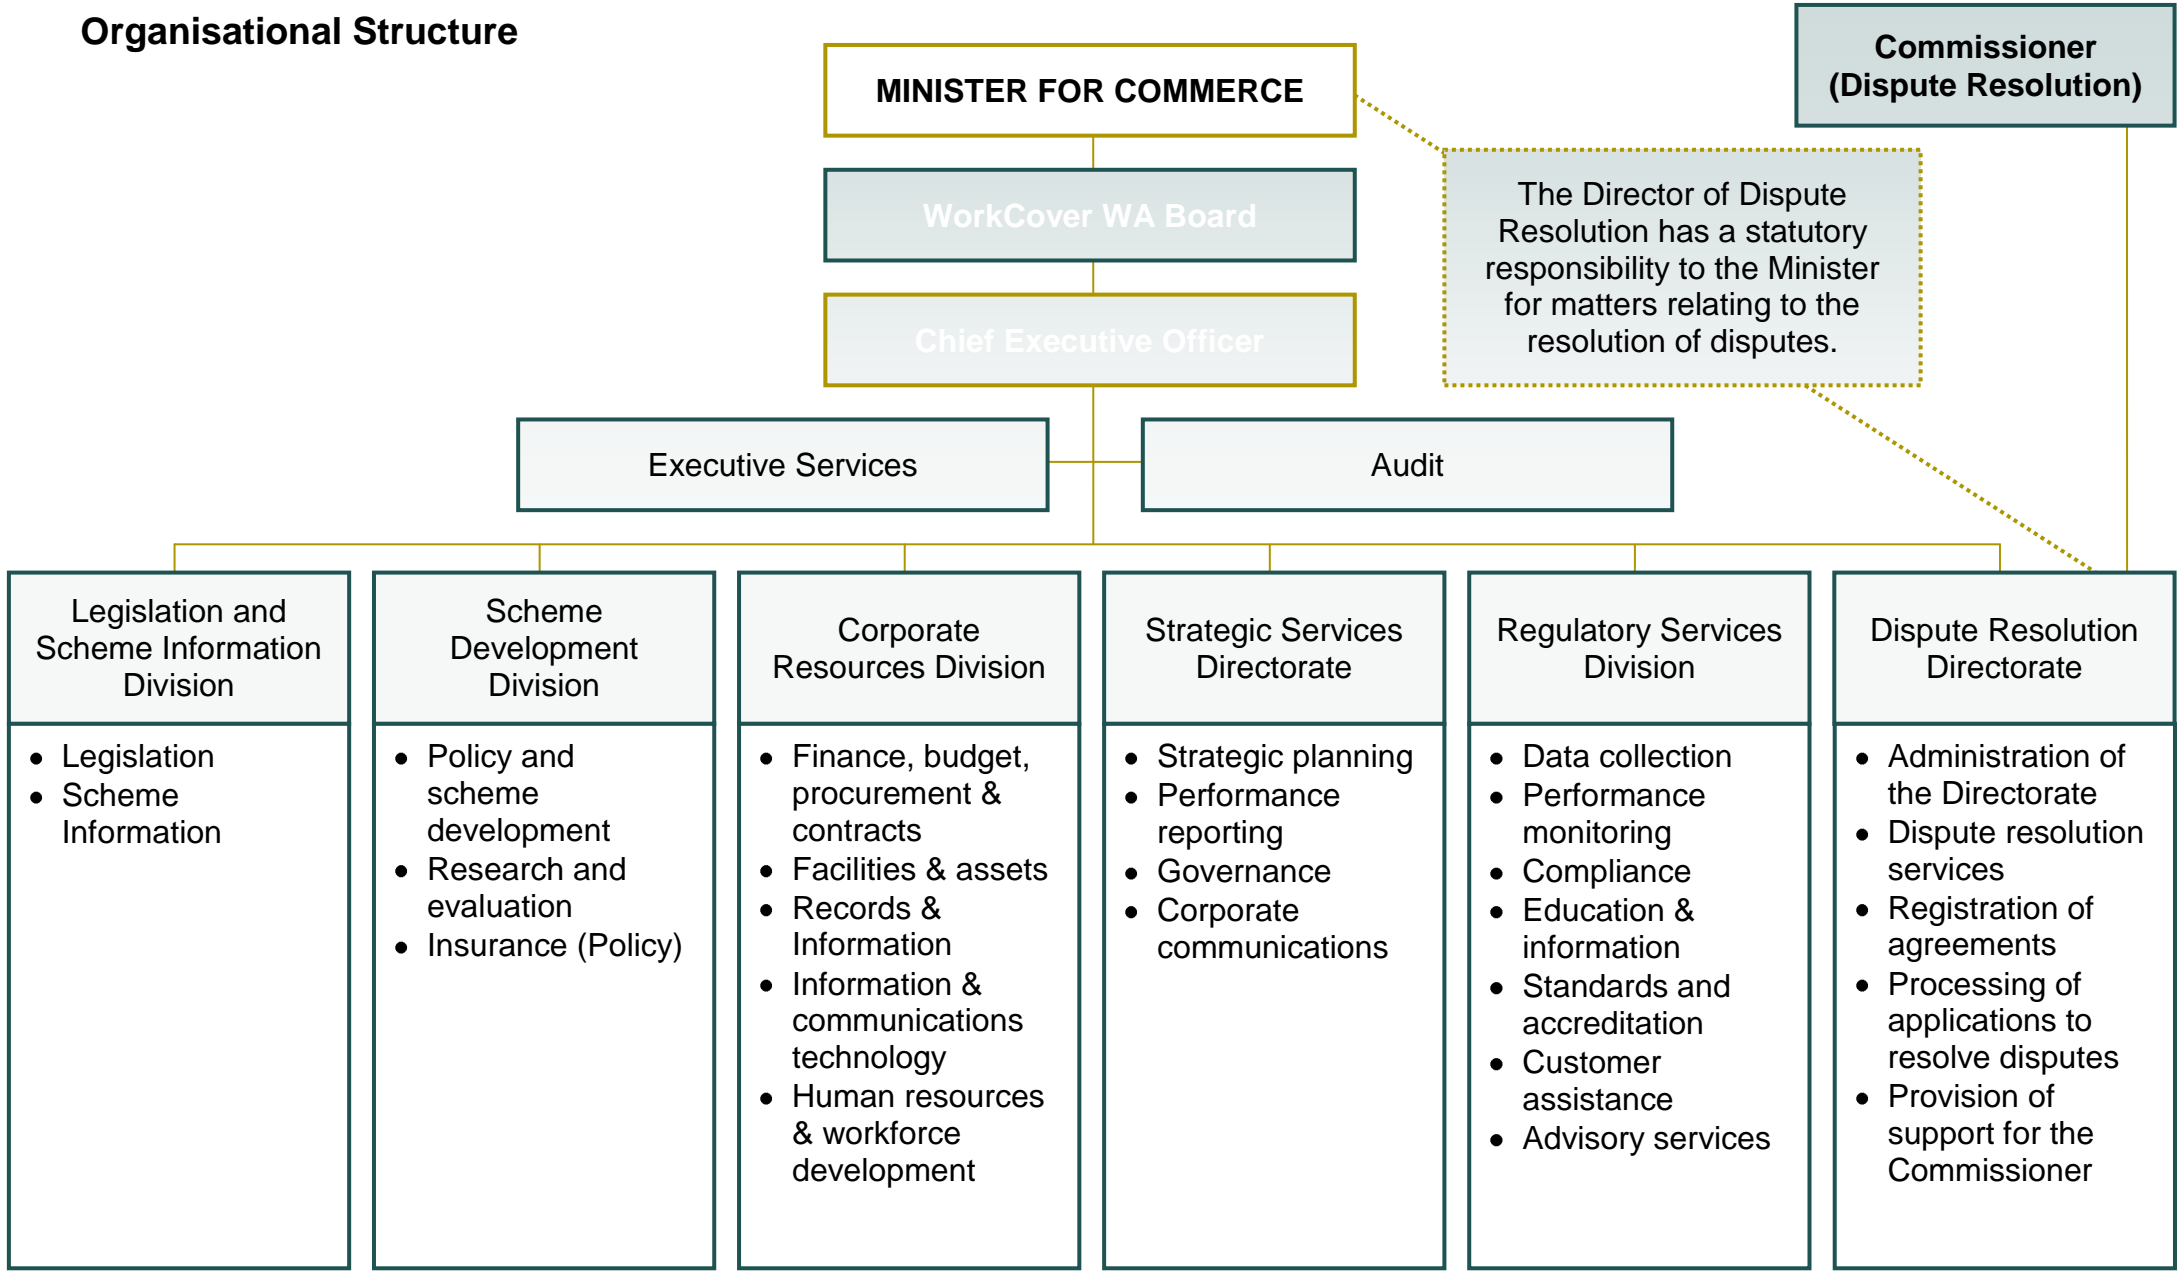 Organisational Structure
MINISTER FOR COMMERCE
Commissioner
(Dispute Resolution)
WorkCover WA Board
The Director of Dispute
Resolution has a statutory
responsibility to the Minister
for matters relating to the
resolution of disputes.
Chief Executive Officer
Executive Services
Audit
Legislation and
Scheme Information
Division
• Legislation
• Scheme
Information
Scheme
Development
Division
• Policy and
scheme
development
• Research and
evaluation
• Insurance (Policy)
Corporate
Resources Division
• Finance, budget,
procurement &
contracts
• Facilities & assets
• Records &
Information
• Information &
communications
technology
• Human resources
& workforce
development
Strategic Services
Directorate
• Strategic planning
• Performance
reporting
• Governance
• Corporate
communications
Regulatory Services
Division
• Data collection
• Performance
monitoring
• Compliance
• Education &
information
• Standards and
accreditation
• Customer
assistance
• Advisory services
Dispute Resolution
Directorate
• Administration of
the Directorate
• Dispute resolution
services
• Registration of
agreements
• Processing of
applications to
resolve disputes
• Provision of
support for the
Commissioner